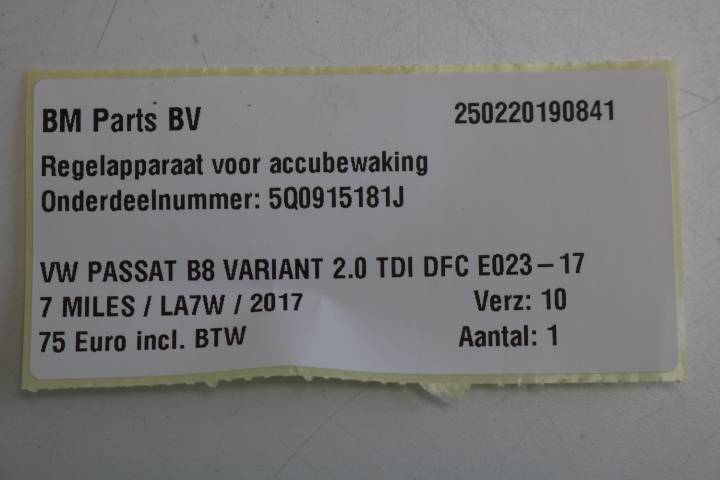 BM Parts BV 250220190841
Regelapparaat voor accubewaking
Onderdeelnummer: 5Q0915181J
VW PASSAT B8 VARIANT 2.0 TDI DFC E023-17
7 MILES / LA7W / 2017 Verz: 10
75 Euro incl. BTW Aantal: 1